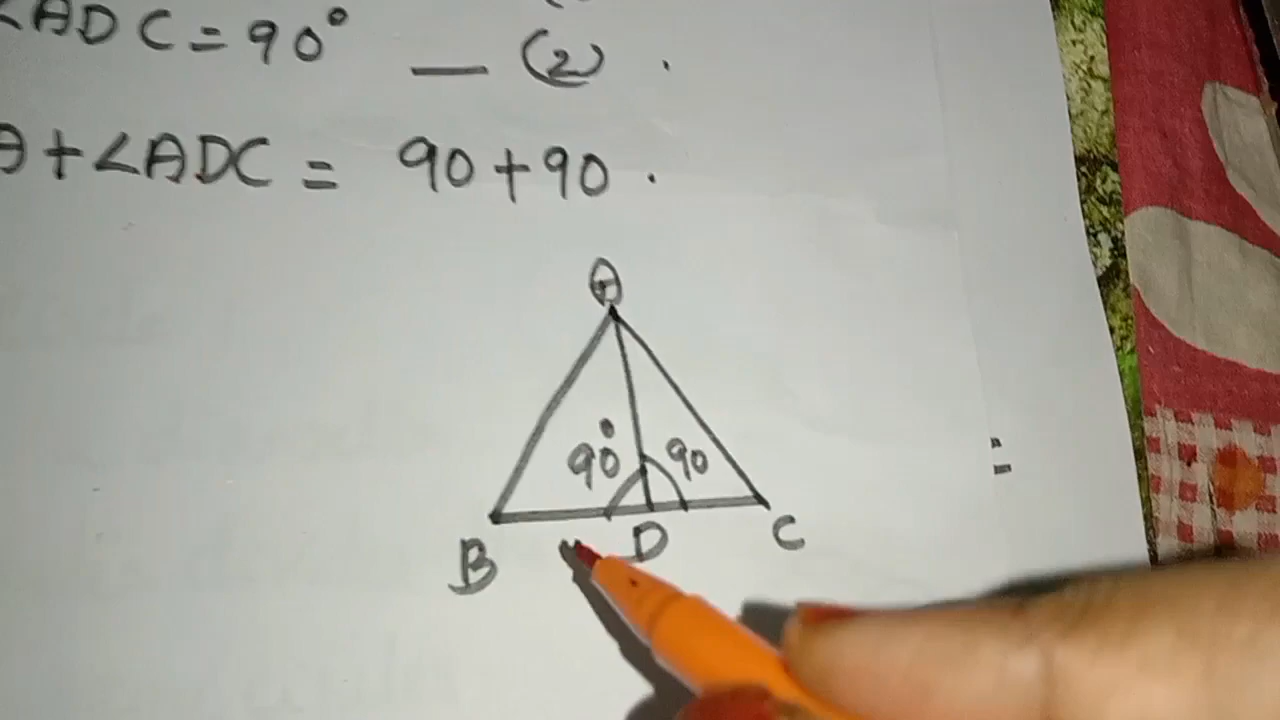 ∠ADC = 90° — (2) .
+ ∠ADC = 90 + 90 .
A
90° 90
B D C